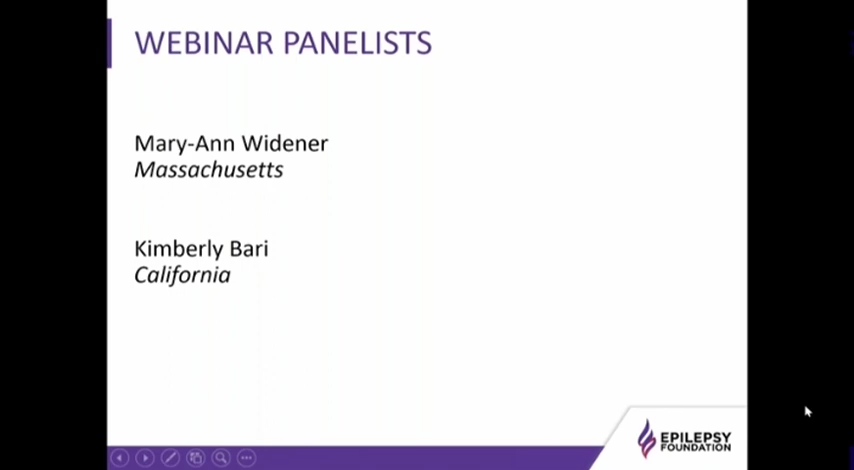 WEBINAR PANELISTS
Mary-Ann Widener
Massachusetts
Kimberly Bari
California
EPILEPSY
FOUNDATION